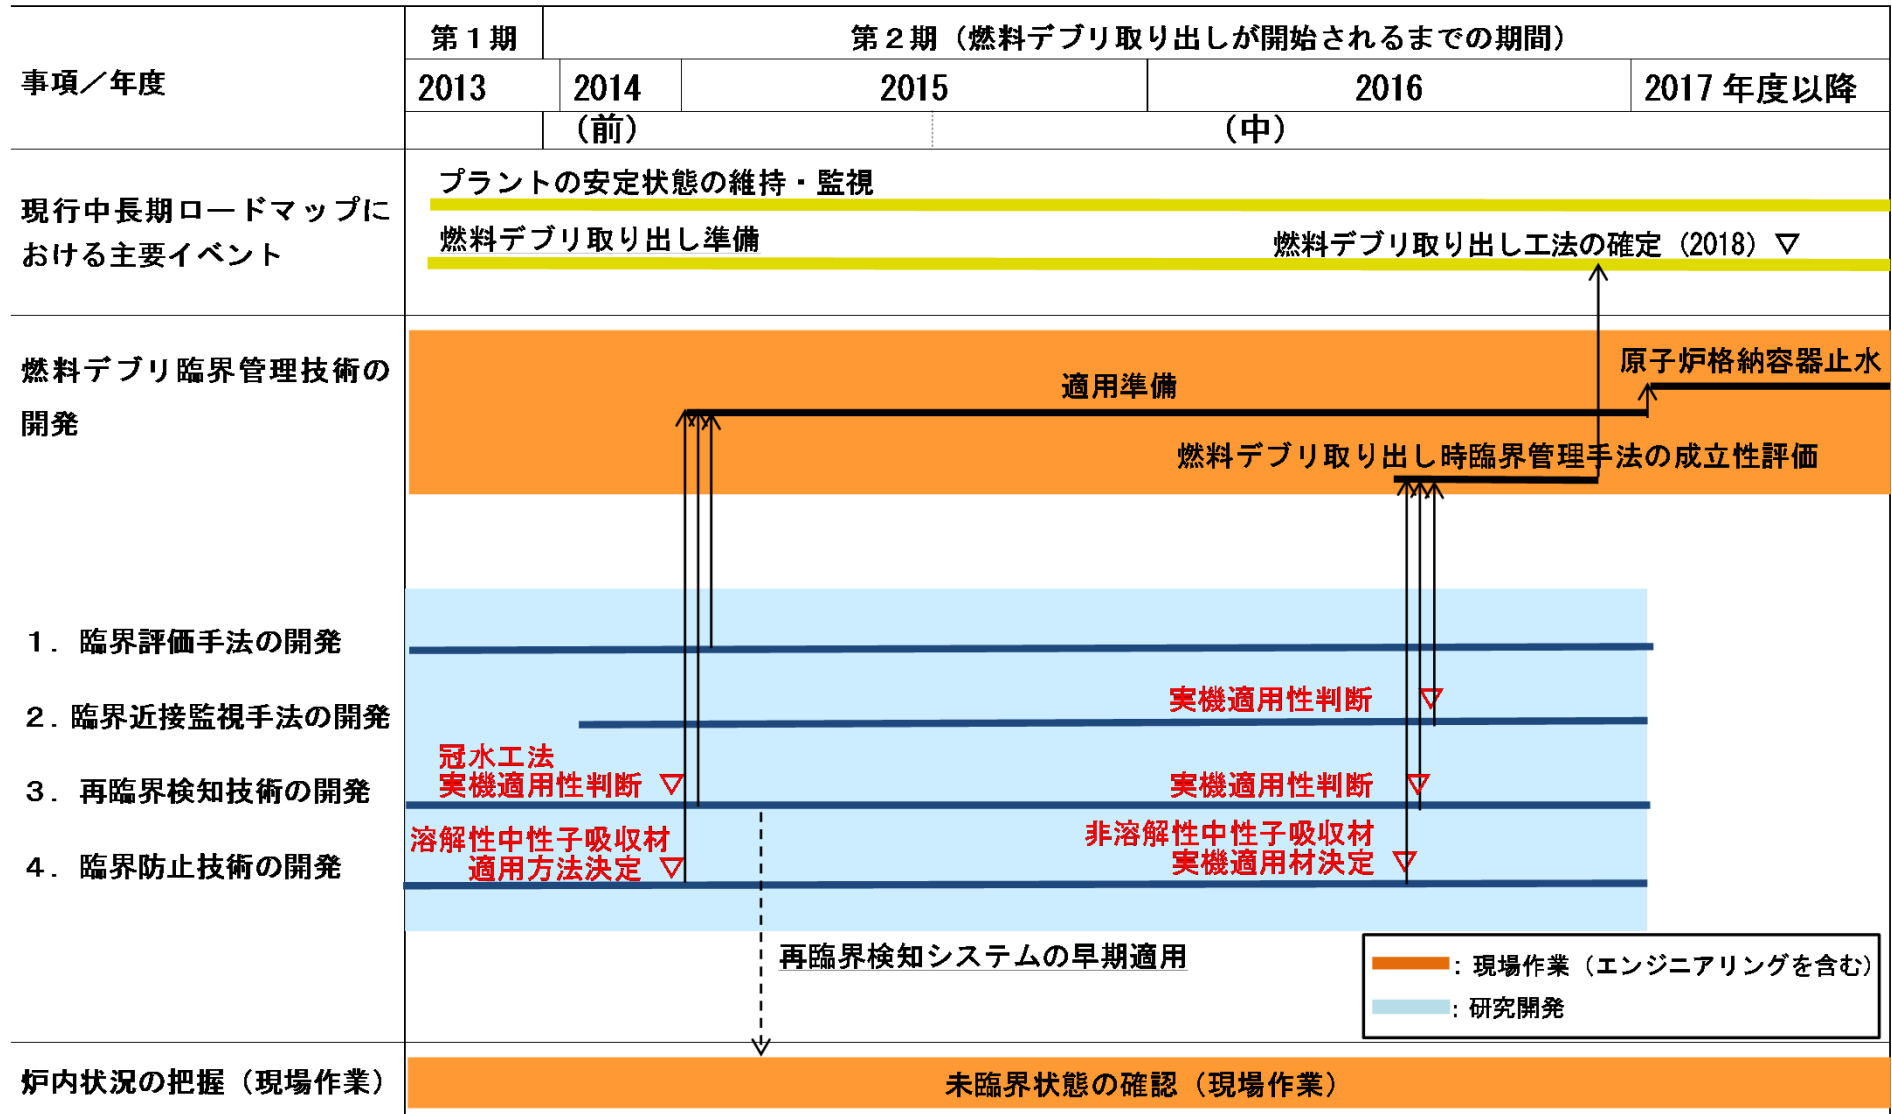 事項／年度
第１期
第２期（燃料デブリ取り出しが開始されるまでの期間）
2013
2014
2015
2016
2017 年度以降
（前）
（中）
現行中長期ロードマップに
おける主要イベント
プラントの安定状態の維持・監視
燃料デブリ取り出し準備
燃料デブリ取り出し工法の確定（2018）▽
燃料デブリ臨界管理技術の
開発
適用準備
原子炉格納容器止水
燃料デブリ取り出し時臨界管理手法の成立性評価
１．臨界評価手法の開発
２．臨界近接監視手法の開発
実機適用性判断 ▽
３．再臨界検知技術の開発
冠水工法
実機適用性判断 ▽
実機適用性判断 ▽
４．臨界防止技術の開発
溶解性中性子吸収材
適用方法決定 ▽
非溶解性中性子吸収材
実機適用材決定 ▽
再臨界検知システムの早期適用
：現場作業（エンジニアリングを含む）
：研究開発
炉内状況の把握（現場作業）
未臨界状態の確認（現場作業）